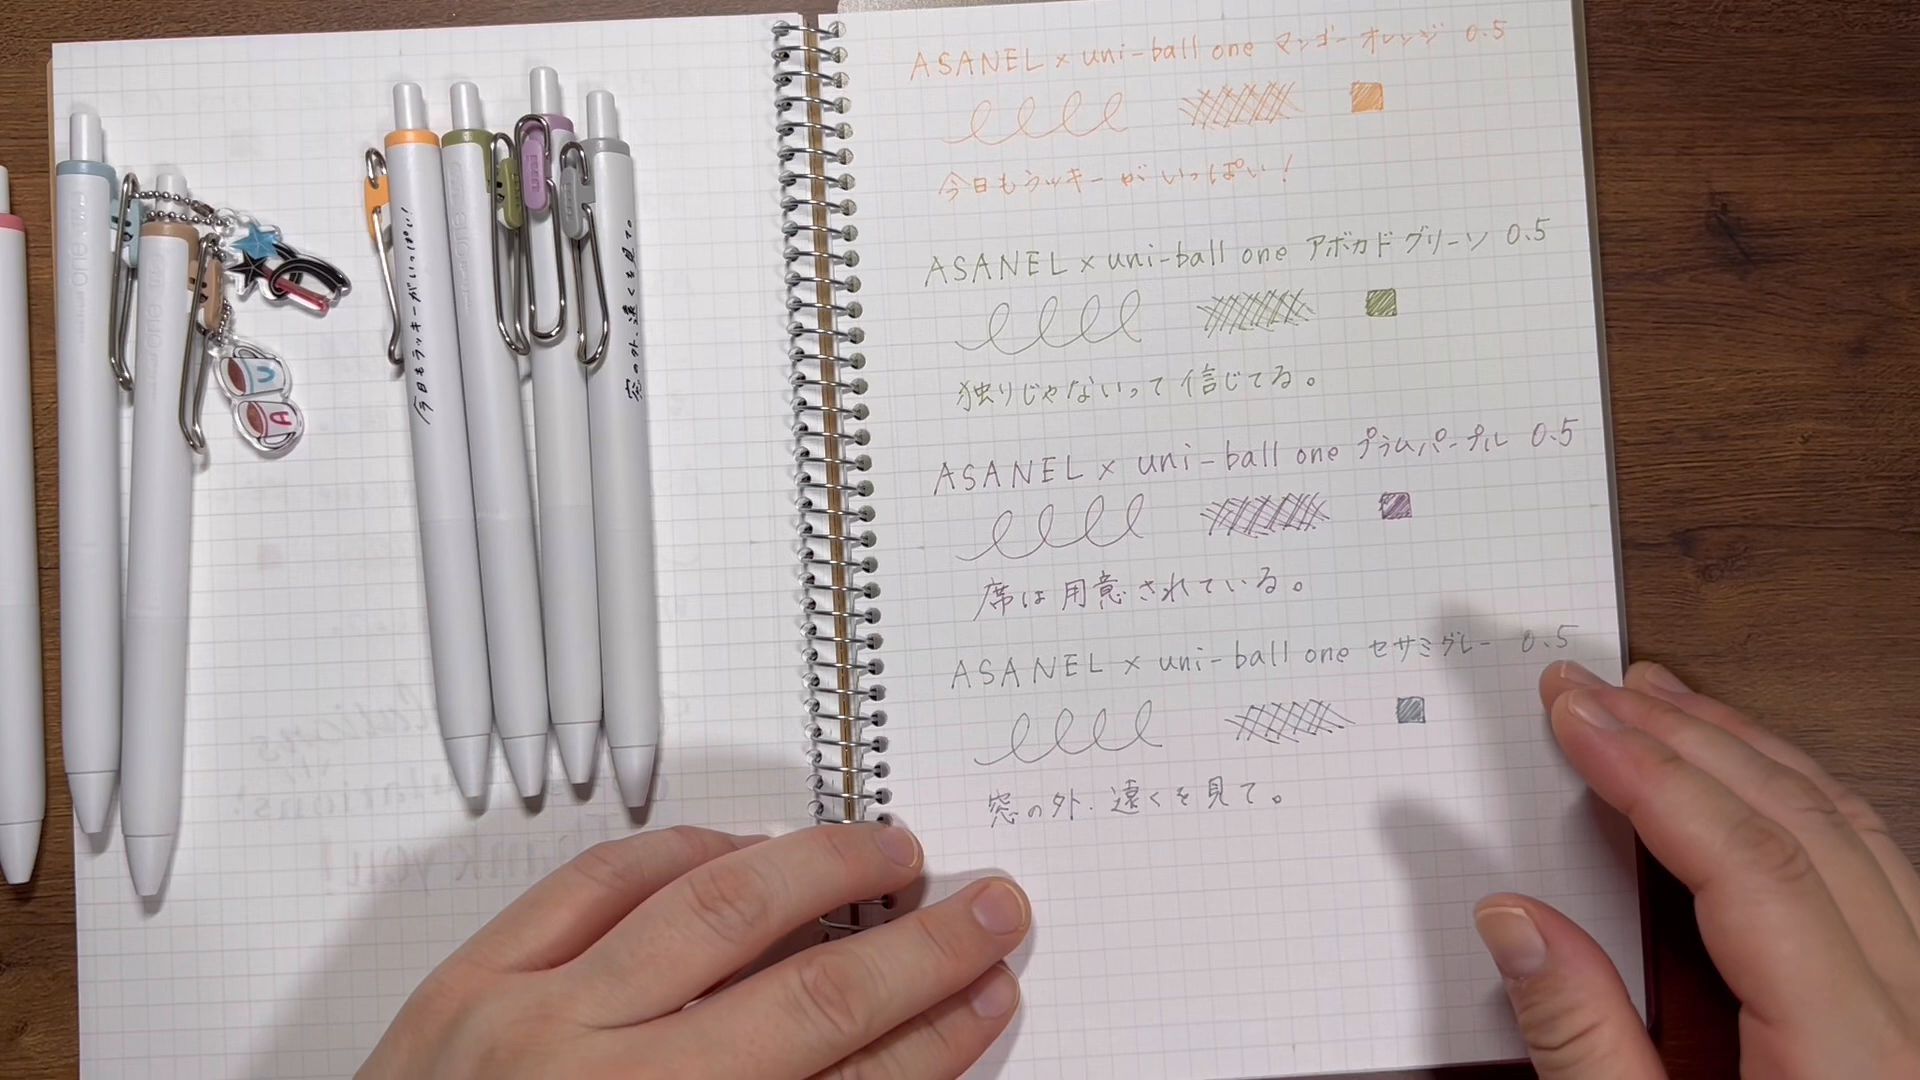 ASANEL × uni-ball one マンゴーオレンジ 0.5
今日もラッキーがいっぱい!
ASANEL × uni-ball one アボカドグリーン 0.5
独りじゃないって信じてる。
ASANEL × uni-ball one プラムパープル 0.5
席は用意されている。
ASANEL × uni-ball one セサミグレー 0.5
窓の外、遠くを見て。
今日もラッキーがいっぱい!
窓の外、遠くを見て。
one
one
one
U
A